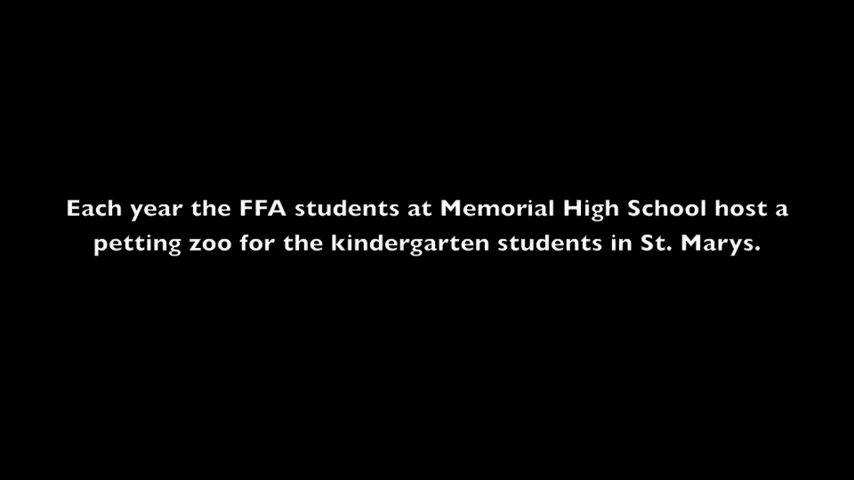 Each year the FFA students at Memorial High School host a
petting zoo for the kindergarten students in St. Marys.